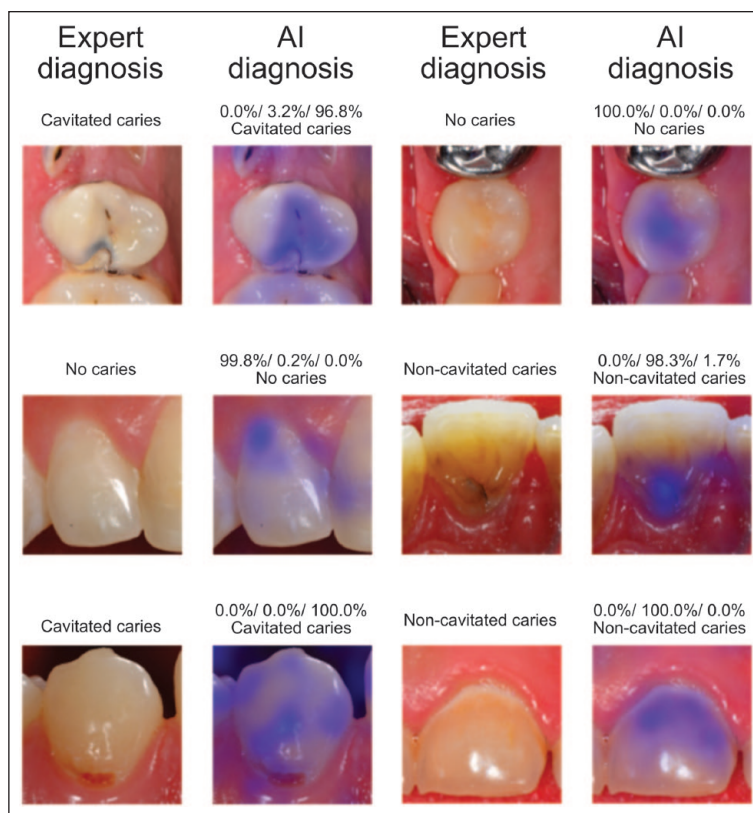 Expert
diagnosis
AI
diagnosis
Expert
diagnosis
AI
diagnosis
Cavitated caries
0.0%/ 3.2%/ 96.8%
Cavitated caries
No caries
100.0%/ 0.0%/ 0.0%
No caries
No caries
99.8%/ 0.2%/ 0.0%
No caries
Non-cavitated caries
0.0%/ 98.3%/ 1.7%
Non-cavitated caries
Cavitated caries
0.0%/ 0.0%/ 100.0%
Cavitated caries
Non-cavitated caries
0.0%/ 100.0%/ 0.0%
Non-cavitated caries